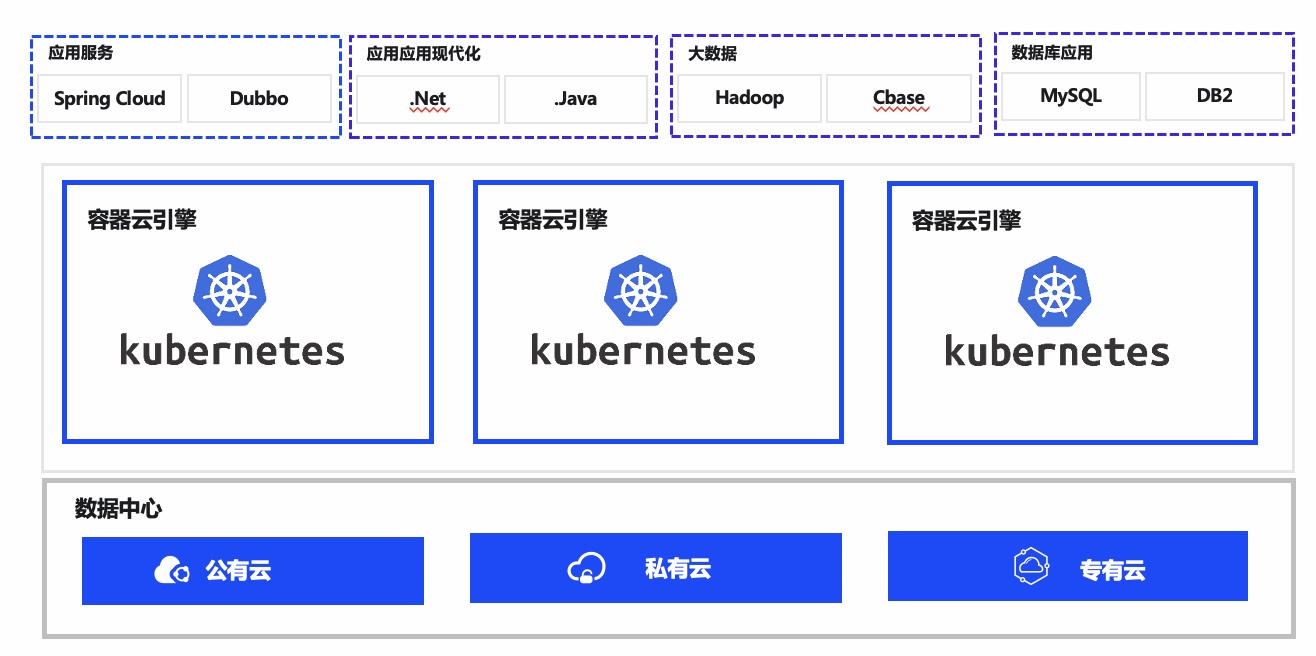 应用服务
应用应用现代化
大数据
数据库应用
Spring Cloud
Dubbo
.Net
.Java
Hadoop
Cbase
MySQL
DB2
容器云引擎
容器云引擎
容器云引擎
kubernetes
kubernetes
kubernetes
数据中心
公有云
私有云
专有云